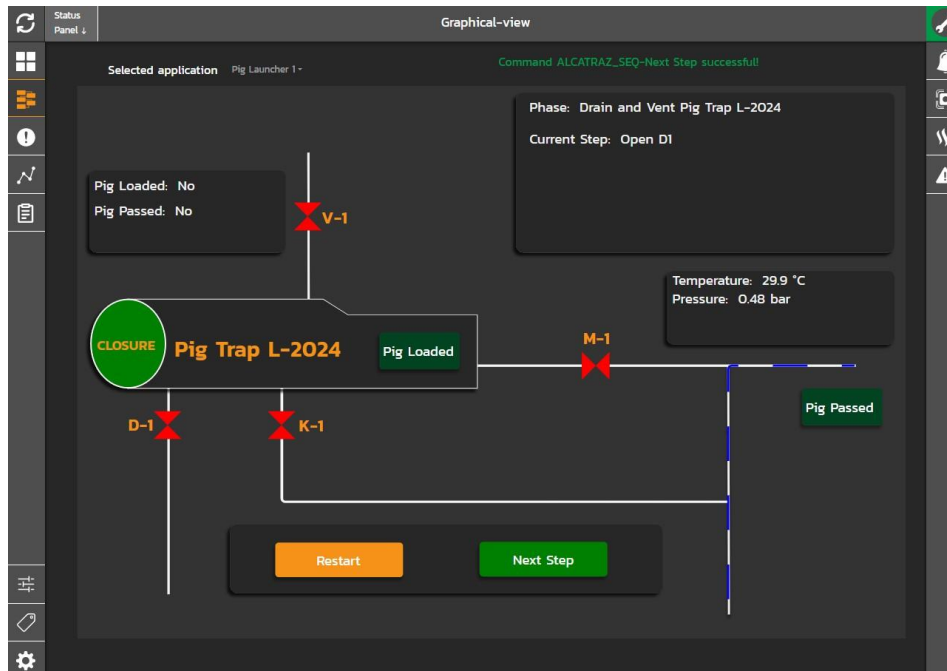 Status
Panel ↓
Graphical-view
Selected application Pig Launcher 1
Command ALCATRAZ_SEQ-Next Step successful!
Phase: Drain and Vent Pig Trap L-2024
Current Step: Open D1
Pig Loaded: No
Pig Passed: No
V-1
Temperature: 29.9 °C
Pressure: 0.48 bar
CLOSURE
Pig Trap L-2024
Pig Loaded
M-1
Pig Passed
D-1
K-1
Restart
Next Step